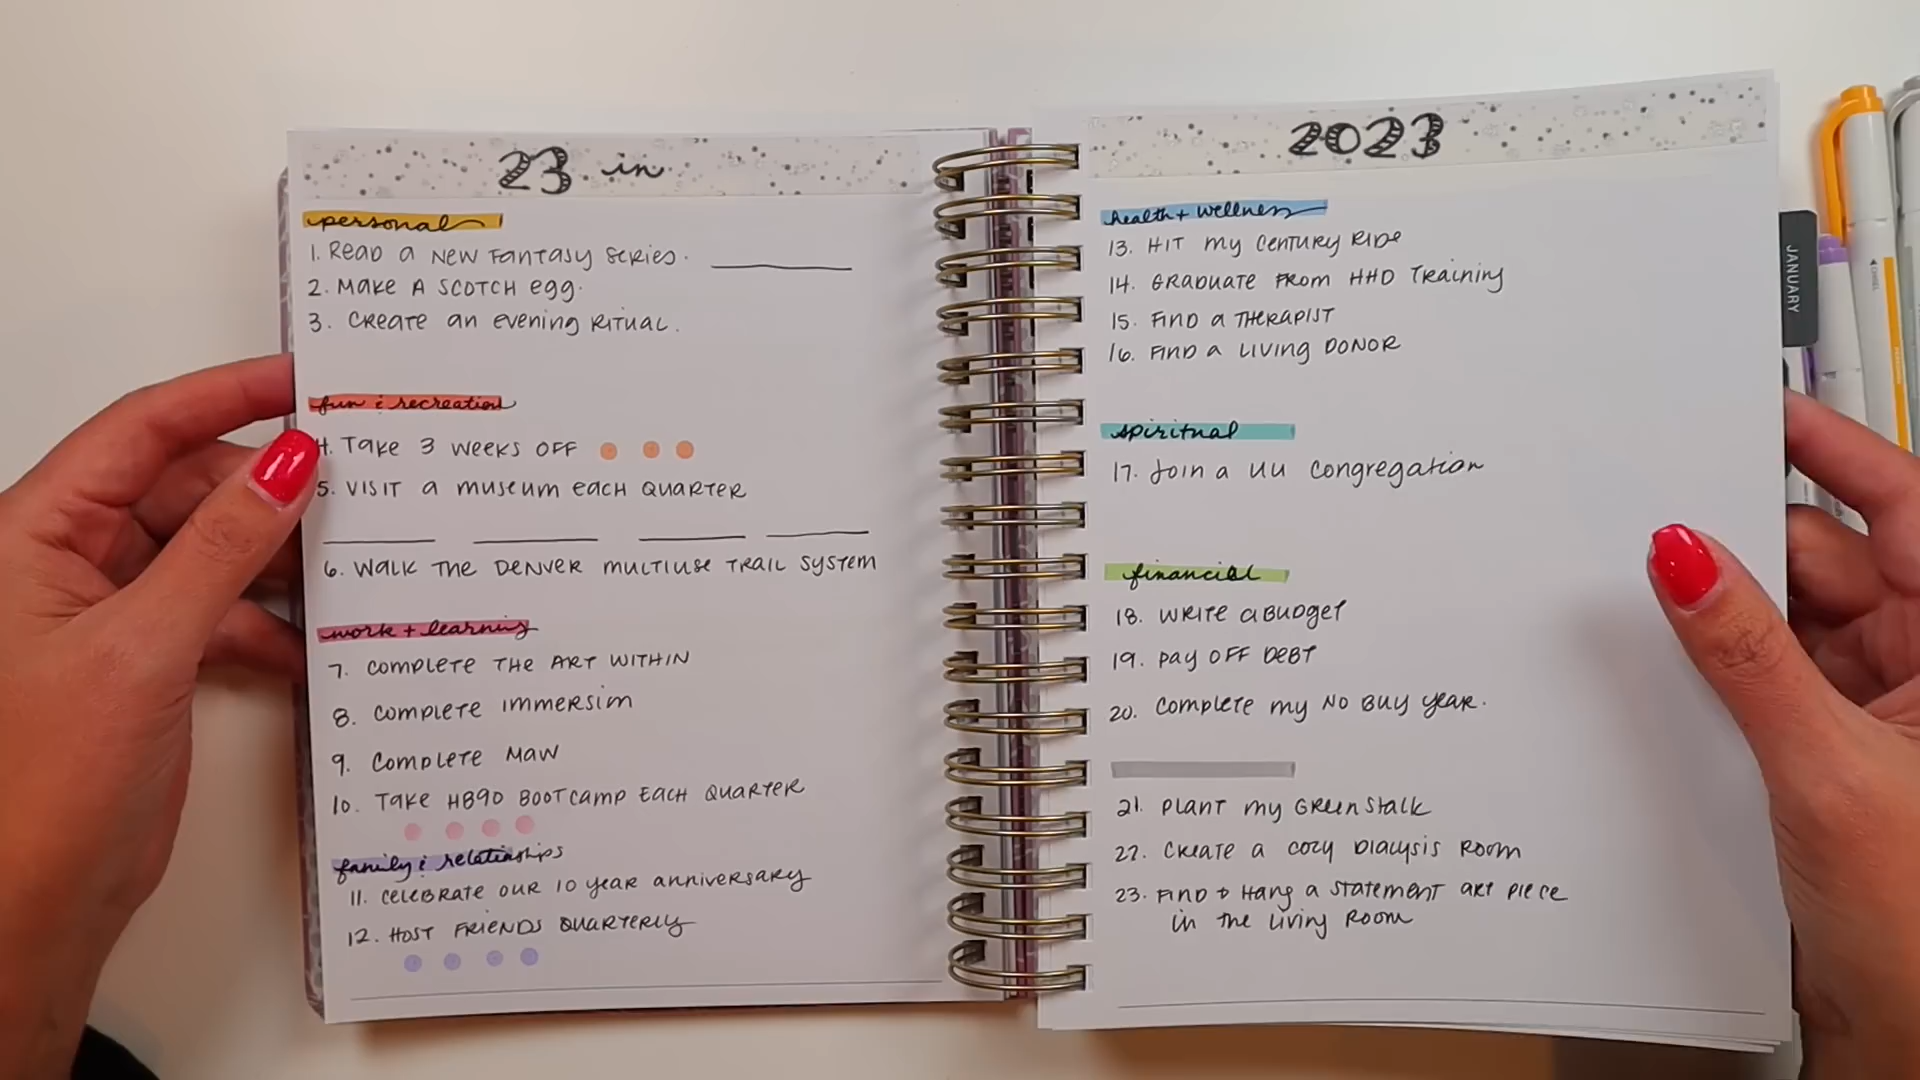 23 in
personal
1. Read a new fantasy series.
2. Make a Scotch egg.
3. Create an evening ritual.
fun & recreation
4. Take 3 weeks off
5. Visit a museum each quarter
6. Walk the Denver multiuse trail system
work + learning
7. Complete The Art Within
8. Complete Immersim
9. Complete MAW
10. Take HB90 Bootcamp each quarter
family & relationships
11. Celebrate our 10 year anniversary
12. Host friends quarterly
2023
health + wellness
13. Hit my century ride
14. Graduate from HHD training
15. Find a therapist
16. Find a living donor
spiritual
17. Join a UU congregation
financial
18. Write a budget
19. Pay off debt
20. Complete my no buy year.
21. Plant my Greenstalk
22. Create a cozy dialysis room
23. Find + hang a statement art piece
in the living room
JANUARY